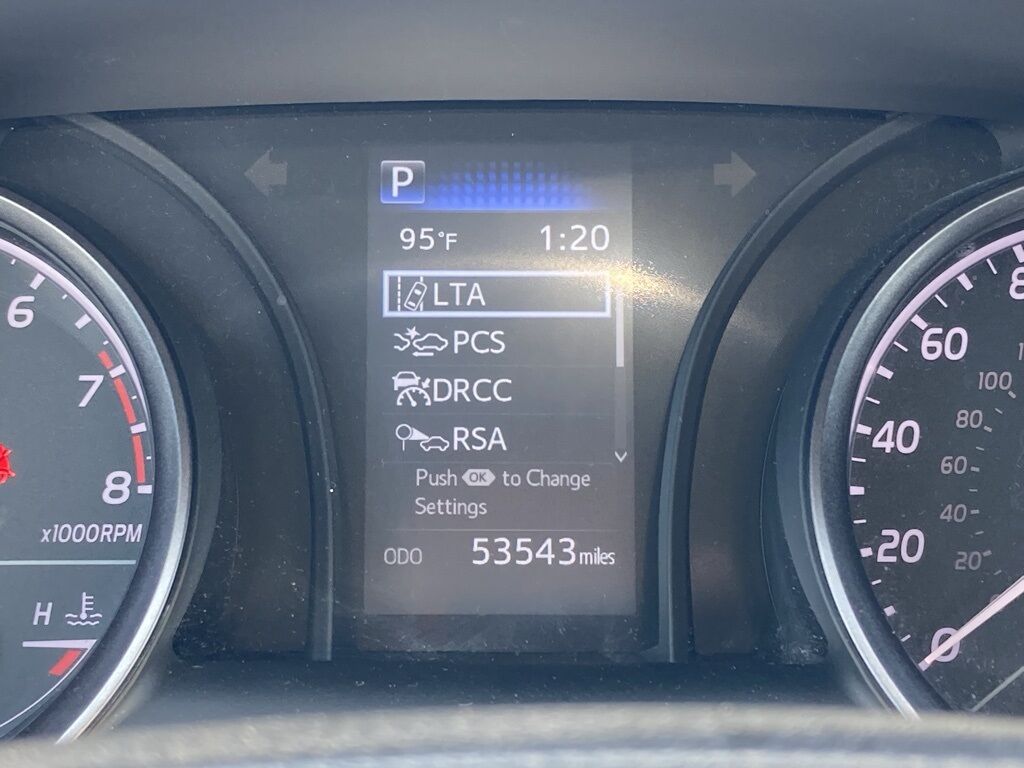 P
95°F 1:20
LTA
PCS
DRCC
RSA
Push OK to Change
Settings
ODO 53543 miles
6
7
8
x1000RPM
H
8
60
40
20
0
100
80
60
40
20